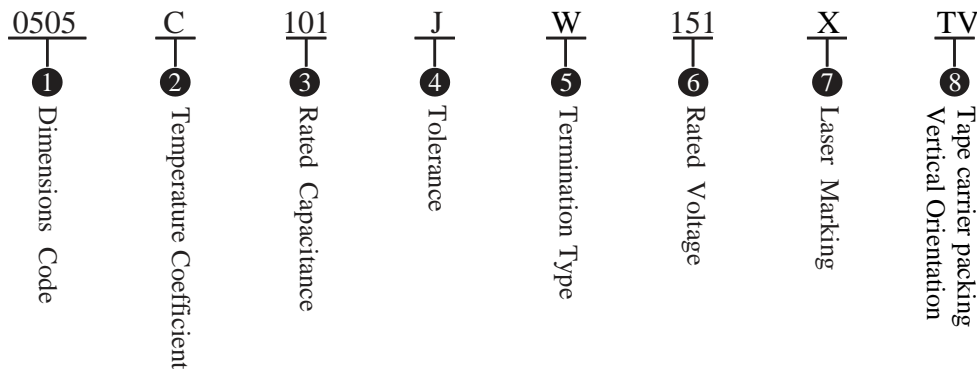 0505 C 101 J W 151 X TV
1 2 3 4 5 6 7 8
Dimensions Code
Temperature Coefficient
Rated Capacitance
Tolerance
Termination Type
Rated Voltage
Laser Marking
Tape carrier packing
Vertical Orientation